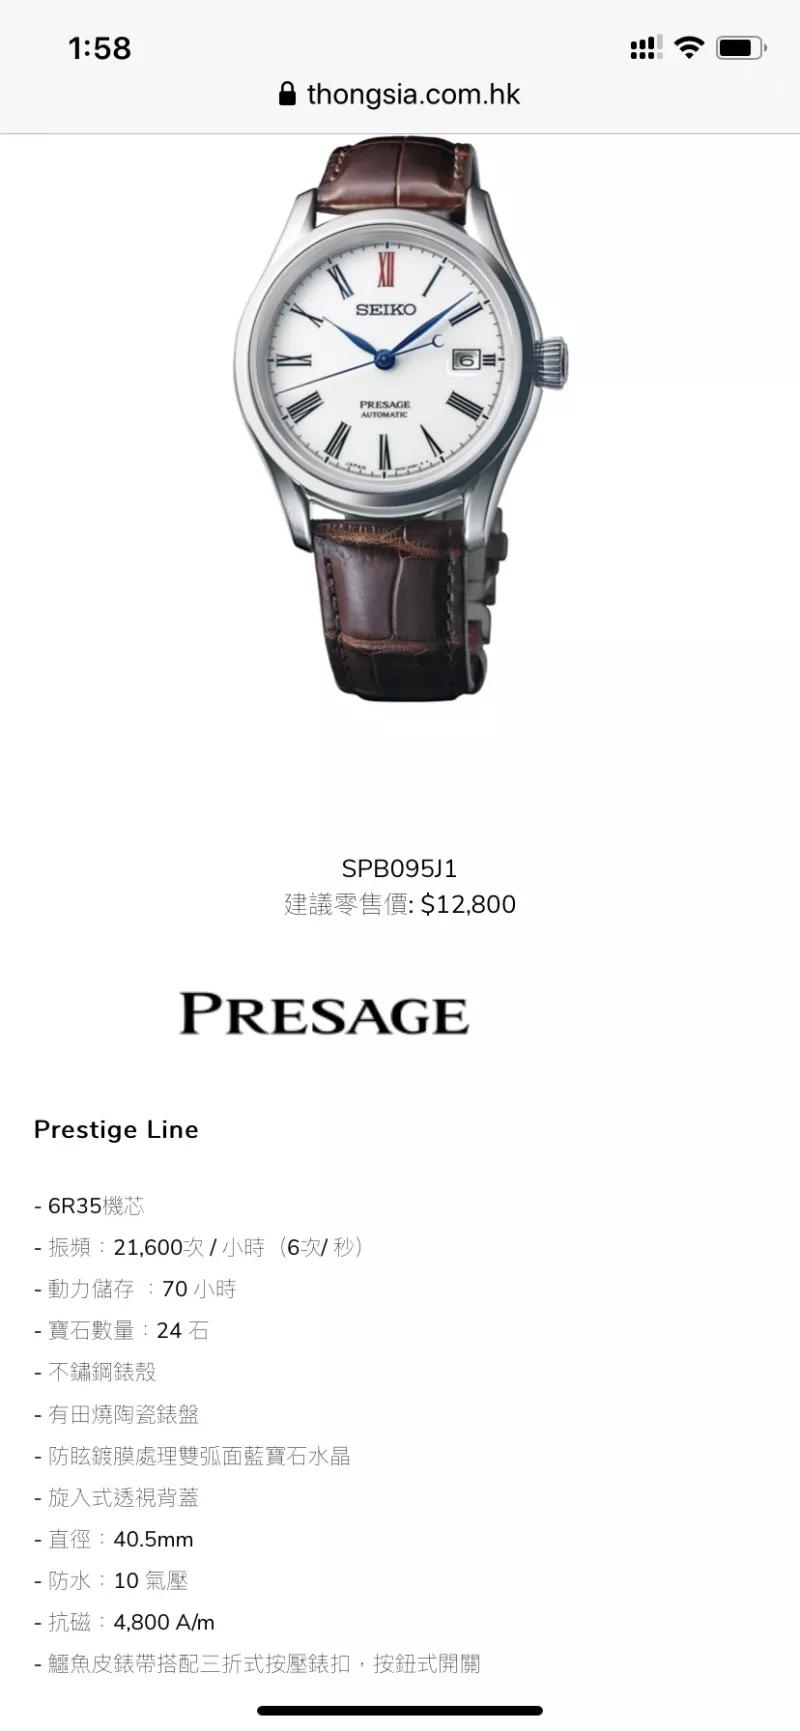 1:58
thongsia.com.hk
XII
SEIKO
6
PRESAGE
AUTOMATIC
JAPAN
SPB095J1
建議零售價: $12,800
PRESAGE
Prestige Line
- 6R35機芯
- 振頻：21,600次 / 小時（6次/ 秒）
- 動力儲存 ：70 小時
- 寶石數量：24 石
- 不鏽鋼錶殼
- 有田燒陶瓷錶盤
- 防眩鍍膜處理雙弧面藍寶石水晶
- 旋入式透視背蓋
- 直徑：40.5mm
- 防水：10 氣壓
- 抗磁：4,800 A/m
- 鱷魚皮錶帶搭配三折式按壓錶扣，按鈕式開關